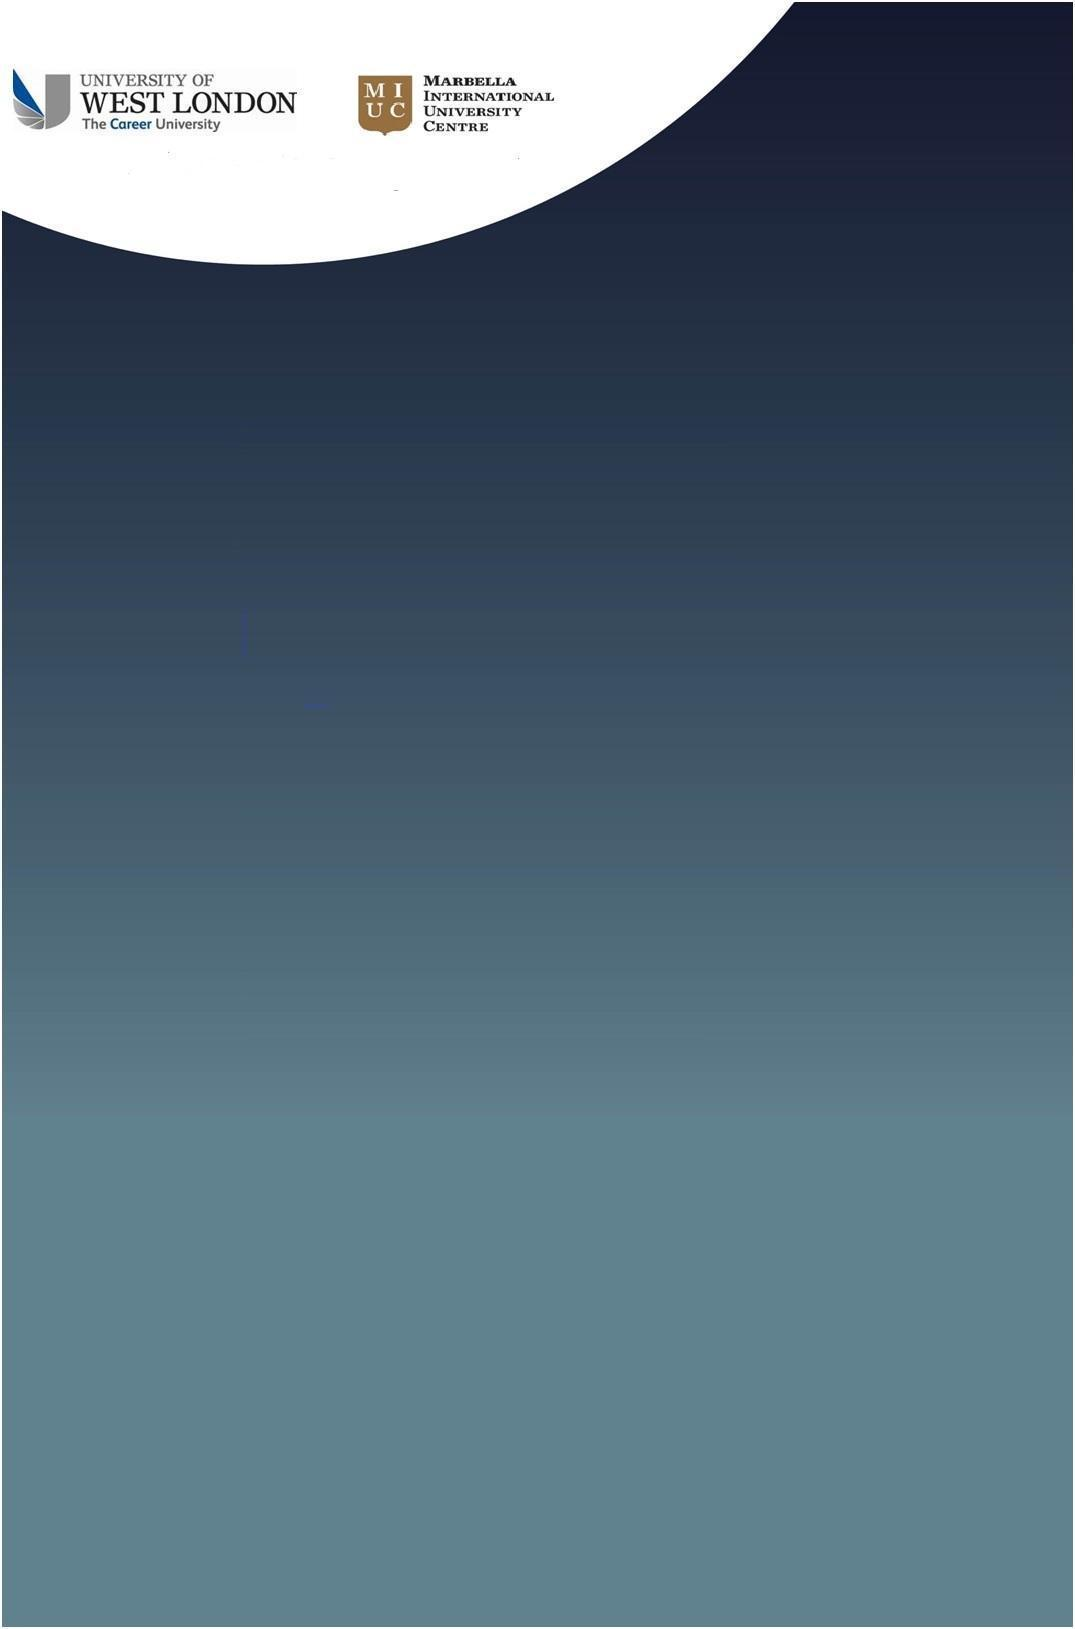 UNIVERSITY OF
WEST LONDON
The Career University
M I
U C
MARBELLA
INTERNATIONAL
UNIVERSITY
CENTRE